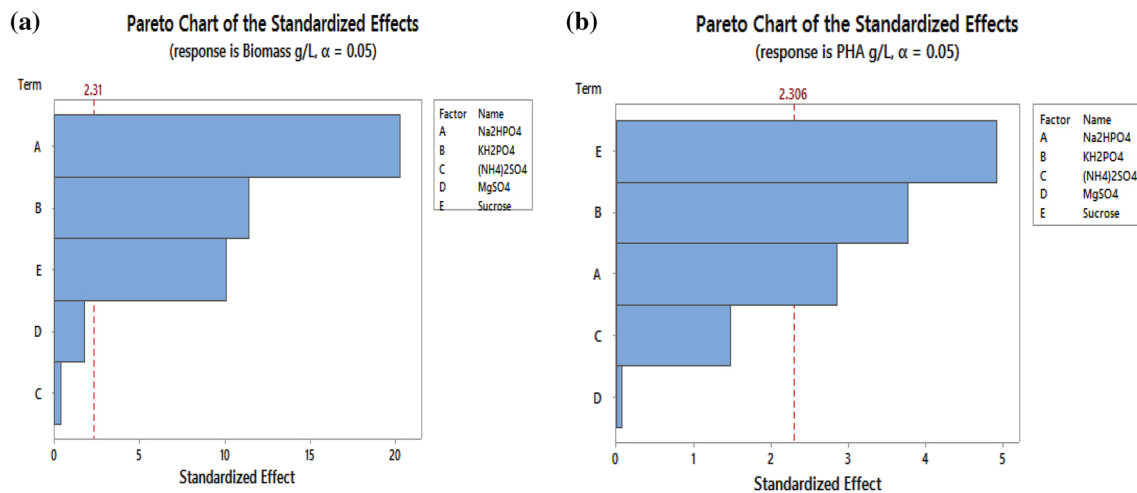 (a)
Pareto Chart of the Standardized Effects
(response is Biomass g/L, α = 0.05)
Term
2.31
A
B
E
D
C
0 5 10 15 20
Standardized Effect
Factor Name
A Na2HPO4
B KH2PO4
C (NH4)2SO4
D MgSO4
E Sucrose
(b)
Pareto Chart of the Standardized Effects
(response is PHA g/L, α = 0.05)
Term
2.306
E
B
A
C
D
0 1 2 3 4 5
Standardized Effect
Factor Name
A Na2HPO4
B KH2PO4
C (NH4)2SO4
D MgSO4
E Sucrose